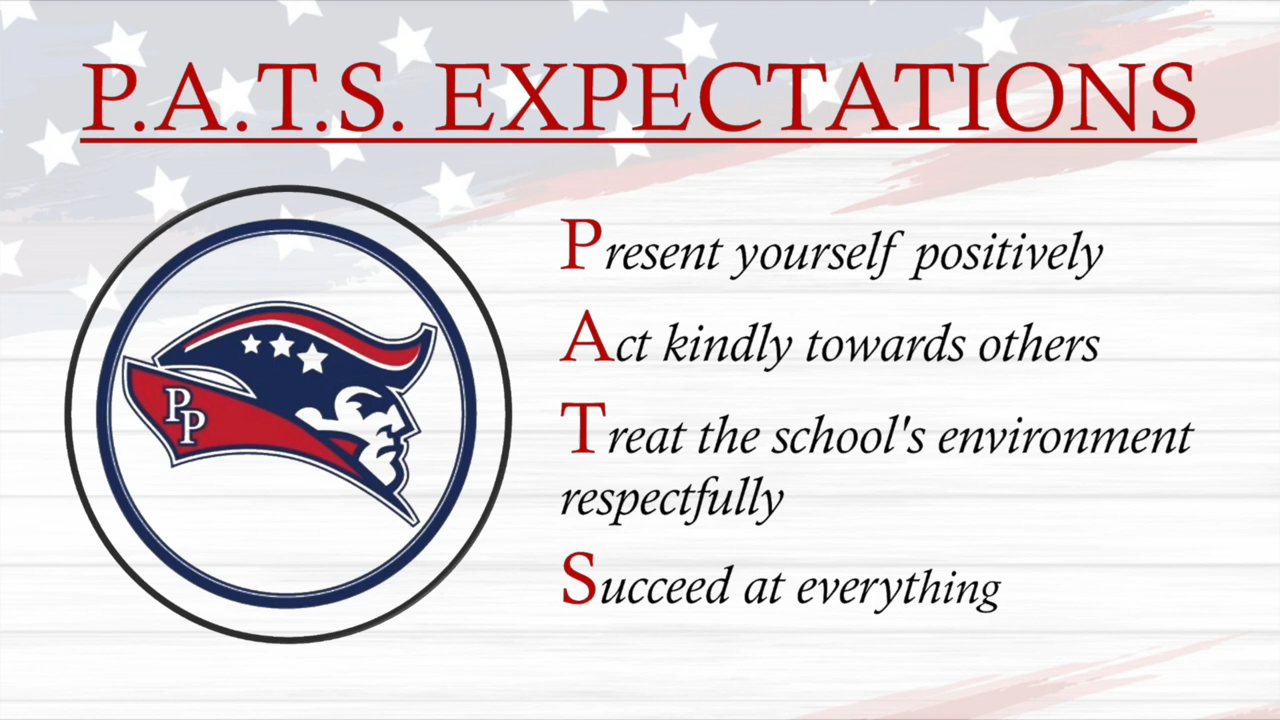 P.A.T.S. EXPECTATIONS
Present yourself positively
Act kindly towards others
Treat the school's environment
respectfully
Succeed at everything
PP